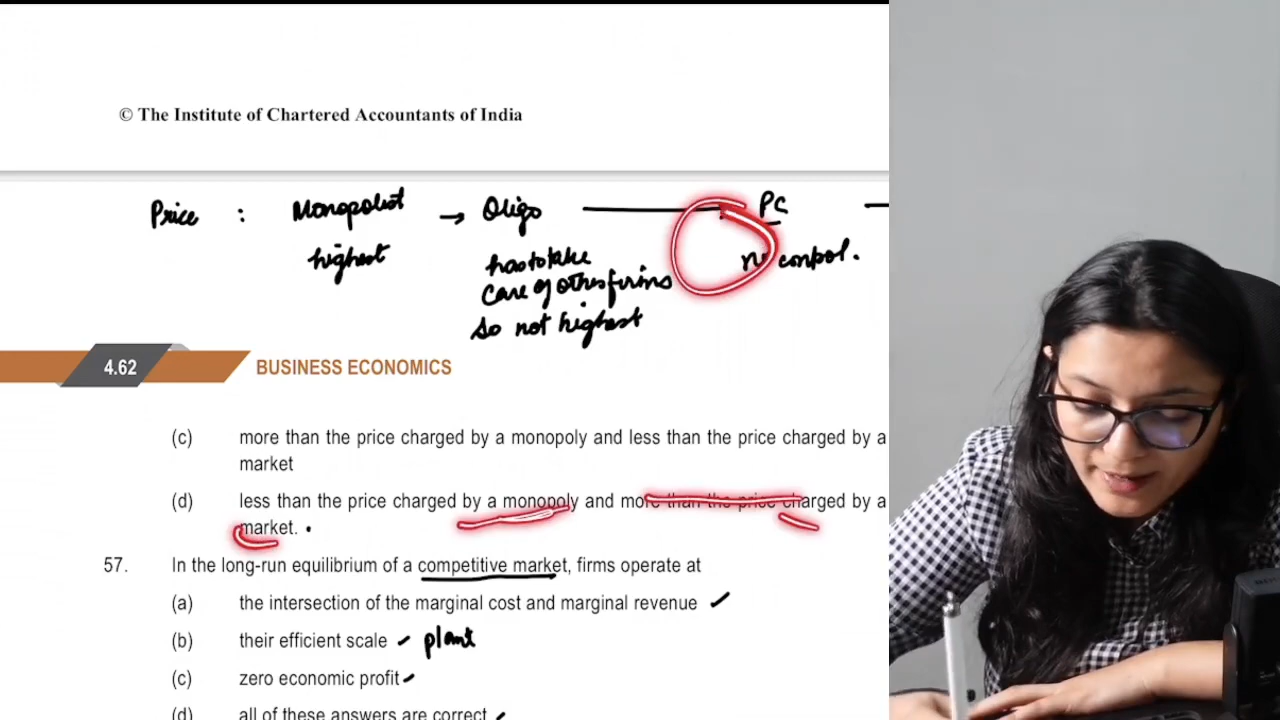 © The Institute of Chartered Accountants of India
Price : Monopolist → Oligo PC
highest has to take no control.
care of other firms
So not highest
4.62 BUSINESS ECONOMICS
(c) more than the price charged by a monopoly and less than the price charged by a
market
(d) less than the price charged by a monopoly and more than the price charged by a
market.
57. In the long-run equilibrium of a competitive market, firms operate at
(a) the intersection of the marginal cost and marginal revenue
(b) their efficient scale plant
(c) zero economic profit
(d) all of these answers are correct